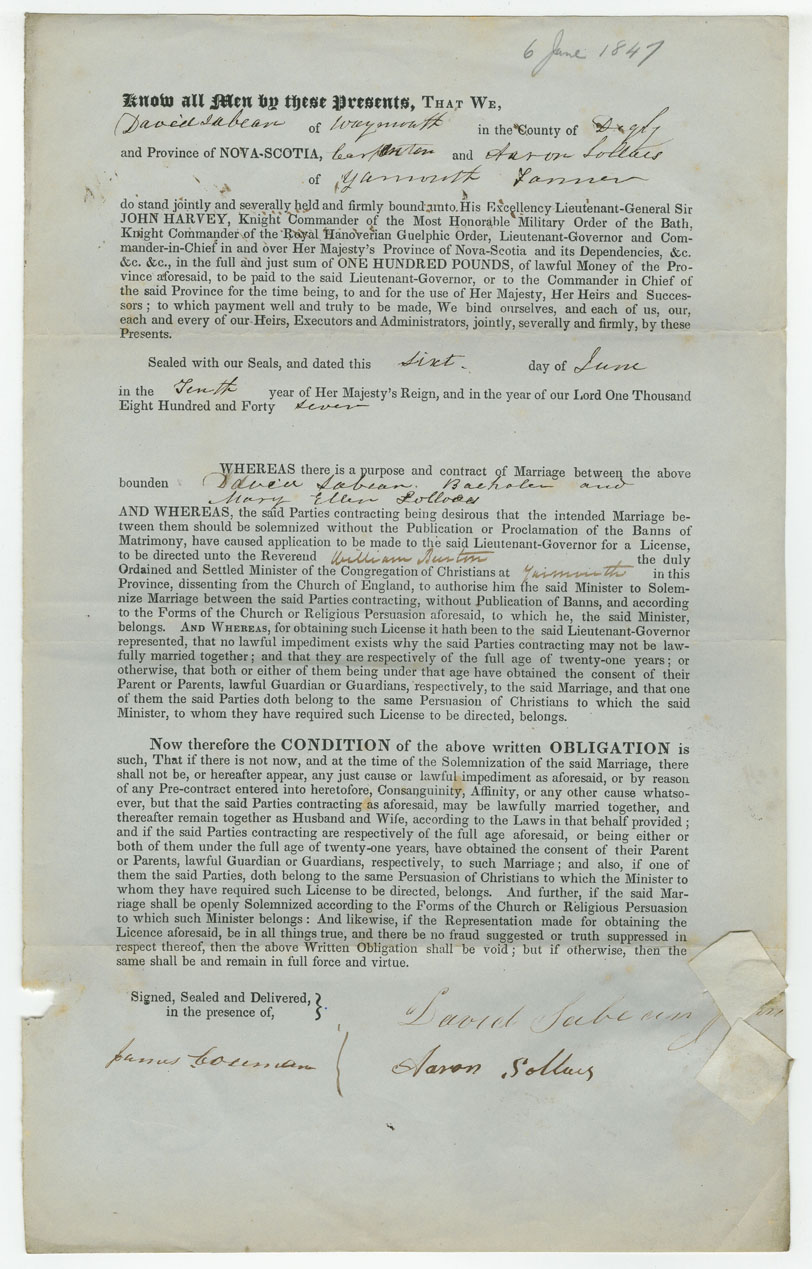 6 June 1847
Know all Men by these Presents, THAT WE,
David Sabean of Waymouth in the County of Digby
and Province of NOVA-SCOTIA, Carpenter and Aaron Sollows
of Yarmouth Farmer
do stand jointly and severally held and firmly bound unto His Excellency Lieutenant-General Sir
JOHN HARVEY, Knight Commander of the Most Honorable Military Order of the Bath,
Knight Commander of the Royal Hanoverian Guelphic Order, Lieutenant-Governor and Com-
mander-in-Chief in and over Her Majesty's Province of Nova-Scotia and its Dependencies, &c.
&c. &c., in the full and just sum of ONE HUNDRED POUNDS, of lawful Money of the Pro-
vince aforesaid, to be paid to the said Lieutenant-Governor, or to the Commander in Chief of
the said Province for the time being, to and for the use of Her Majesty, Her Heirs and Succes-
sors ; to which payment well and truly to be made, We bind ourselves, and each of us, our,
each and every of our Heirs, Executors and Administrators, jointly, severally and firmly, by these
Presents.
Sealed with our Seals, and dated this Sixt. day of June
in the Tenth year of Her Majesty's Reign, and in the year of our Lord One Thousand
Eight Hundred and Forty Seven
WHEREAS there is a purpose and contract of Marriage between the above
bounden David Sabean. Bachelor and
Mary Ellen Sollows
AND WHEREAS, the said Parties contracting being desirous that the intended Marriage be-
tween them should be solemnized without the Publication or Proclamation of the Banns of
Matrimony, have caused application to be made to the said Lieutenant-Governor for a License,
to be directed unto the Reverend William Burton the duly
Ordained and Settled Minister of the Congregation of Christians at Yarmouth in this
Province, dissenting from the Church of England, to authorise him the said Minister to Solem-
nize Marriage between the said Parties contracting, without Publication of Banns, and according
to the Forms of the Church or Religious Persuasion aforesaid, to which he, the said Minister,
belongs. AND WHEREAS, for obtaining such License it hath been to the said Lieutenant-Governor
represented, that no lawful impediment exists why the said Parties contracting may not be law-
fully married together ; and that they are respectively of the full age of twenty-one years ; or
otherwise, that both or either of them being under that age have obtained the consent of their
Parent or Parents, lawful Guardian or Guardians, respectively, to the said Marriage, and that one
of them the said Parties doth belong to the same Persuasion of Christians to which the said
Minister, to whom they have required such License to be directed, belongs.
Now therefore the CONDITION of the above written OBLIGATION is
such, That if there is not now, and at the time of the Solemnization of the said Marriage, there
shall not be, or hereafter appear, any just cause or lawful impediment as aforesaid, or by reason
of any Pre-contract entered into heretofore, Consanguinity, Affinity, or any other cause whatso-
ever, but that the said Parties contracting as aforesaid, may be lawfully married together, and
thereafter remain together as Husband and Wife, according to the Laws in that behalf provided ;
and if the said Parties contracting are respectively of the full age aforesaid, or being either or
both of them under the full age of twenty-one years, have obtained the consent of their Parent
or Parents, lawful Guardian or Guardians, respectively, to such Marriage ; and also, if one of
them the said Parties, doth belong to the same Persuasion of Christians to which the Minister to
whom they have required such License to be directed, belongs. And further, if the said Mar-
riage shall be openly Solemnized according to the Forms of the Church or Religious Persuasion
to which such Minister belongs : And likewise, if the Representation made for obtaining the
Licence aforesaid, be in all things true, and there be no fraud suggested or truth suppressed in
respect thereof, then the above Written Obligation shall be void ; but if otherwise, then the
same shall be and remain in full force and virtue.
Signed, Sealed and Delivered,
in the presence of,
David Sabean
James Coleman
Aaron Sollows